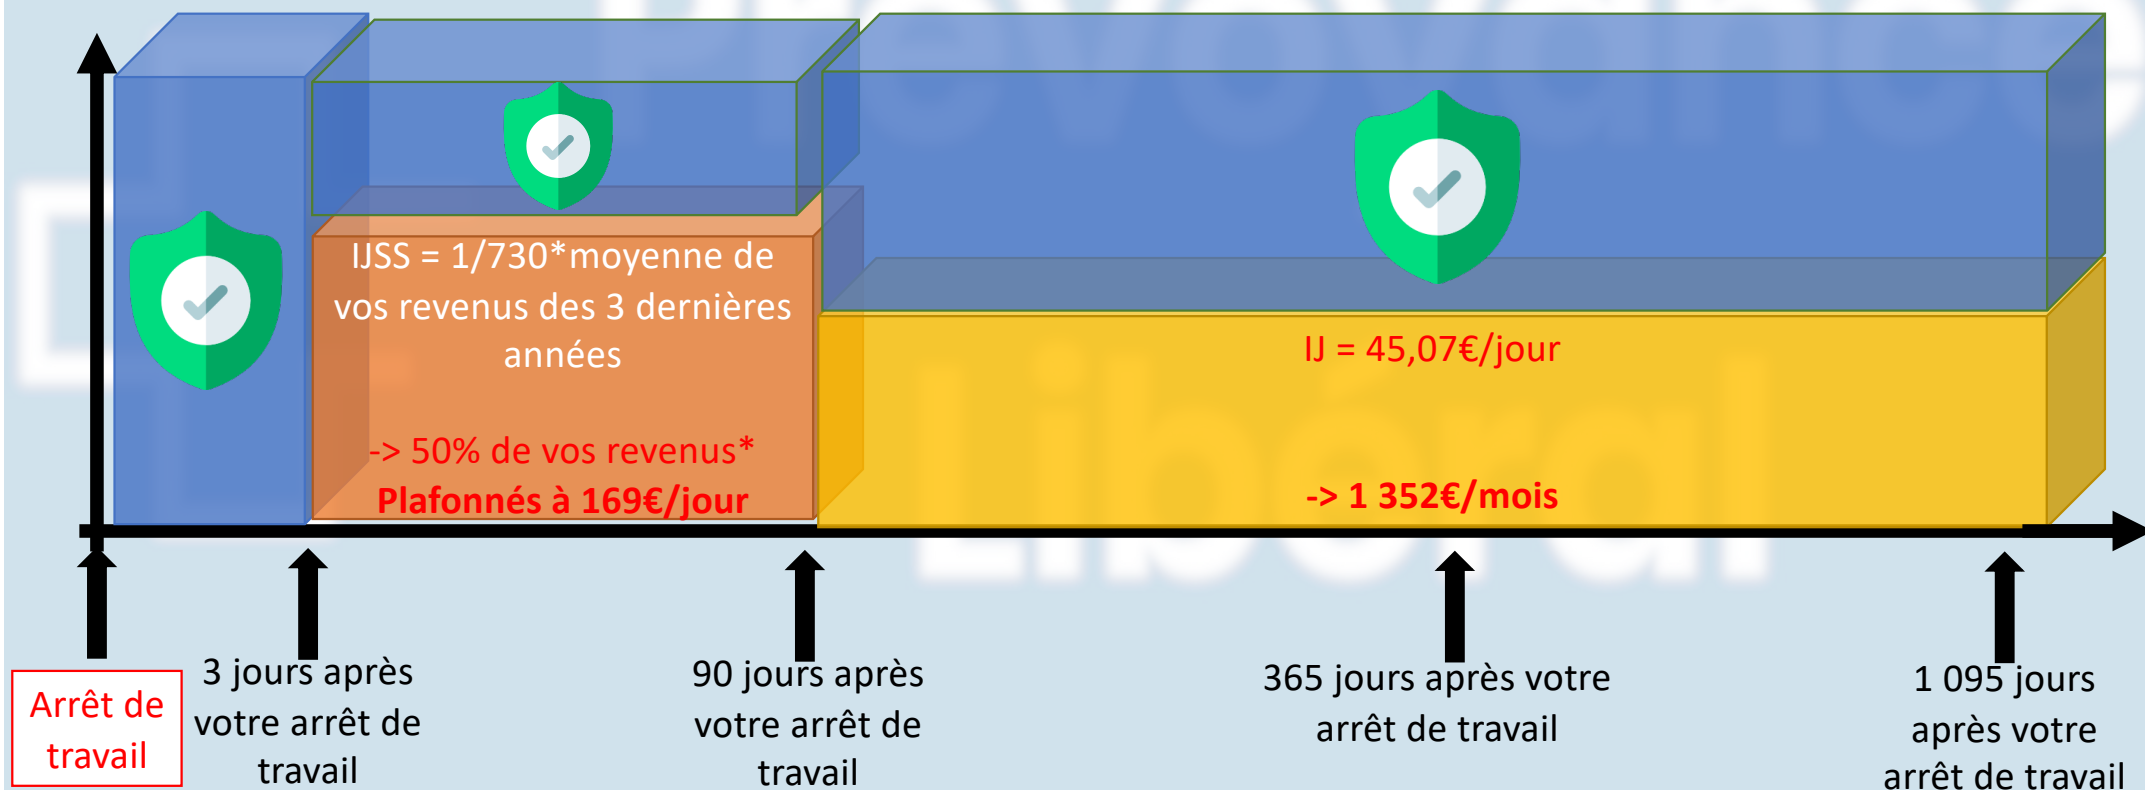 Prévoyance
Libéral
IJSS = 1/730*moyenne de
vos revenus des 3 dernières
années
-> 50% de vos revenus*
Plafonnés à 169€/jour
IJ = 45,07€/jour
-> 1 352€/mois
Arrêt de
travail
3 jours après
votre arrêt de
travail
90 jours après
votre arrêt de
travail
365 jours après votre
arrêt de travail
1 095 jours
après votre
arrêt de travail